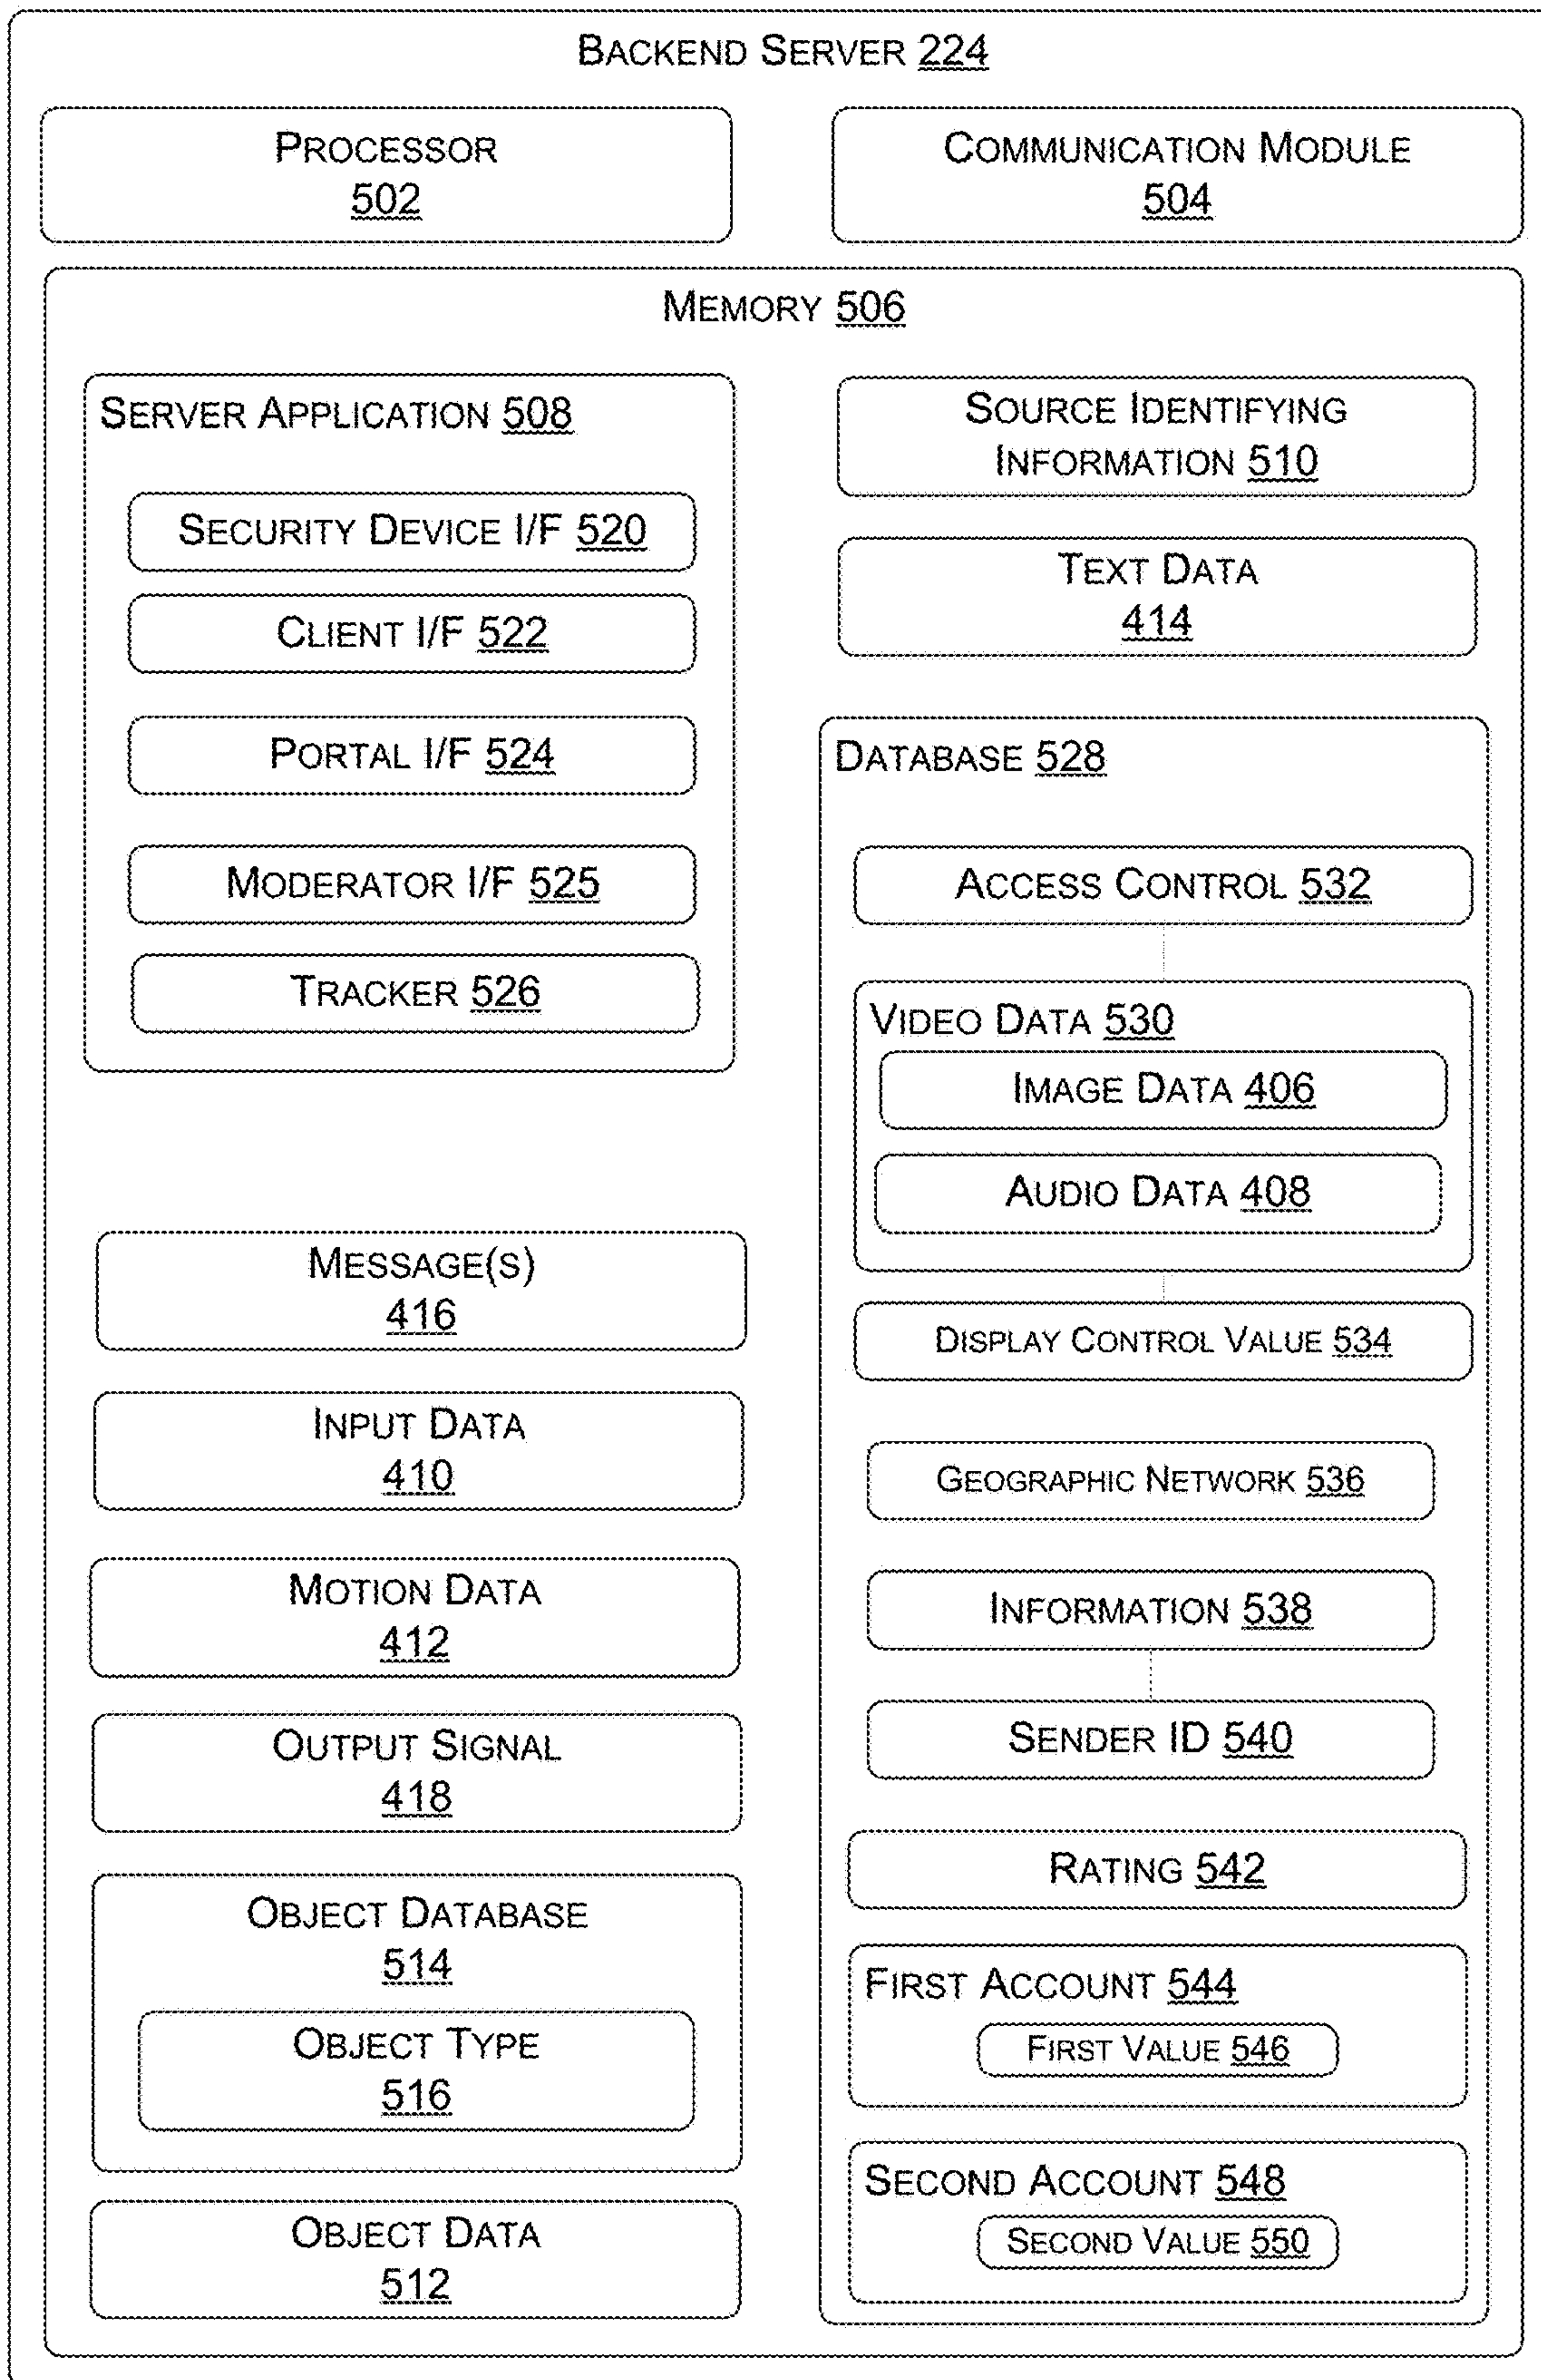 BACKEND SERVER 224
PROCESSOR
502
COMMUNICATION MODULE
504
MEMORY 506
SERVER APPLICATION 508
SECURITY DEVICE I/F 520
CLIENT I/F 522
PORTAL I/F 524
MODERATOR I/F 525
TRACKER 526
MESSAGE(S)
416
INPUT DATA
410
MOTION DATA
412
OUTPUT SIGNAL
418
OBJECT DATABASE
514
OBJECT TYPE
516
OBJECT DATA
512
SOURCE IDENTIFYING
INFORMATION 510
TEXT DATA
414
DATABASE 528
ACCESS CONTROL 532
VIDEO DATA 530
IMAGE DATA 406
AUDIO DATA 408
DISPLAY CONTROL VALUE 534
GEOGRAPHIC NETWORK 536
INFORMATION 538
SENDER ID 540
RATING 542
FIRST ACCOUNT 544
FIRST VALUE 546
SECOND ACCOUNT 548
SECOND VALUE 550